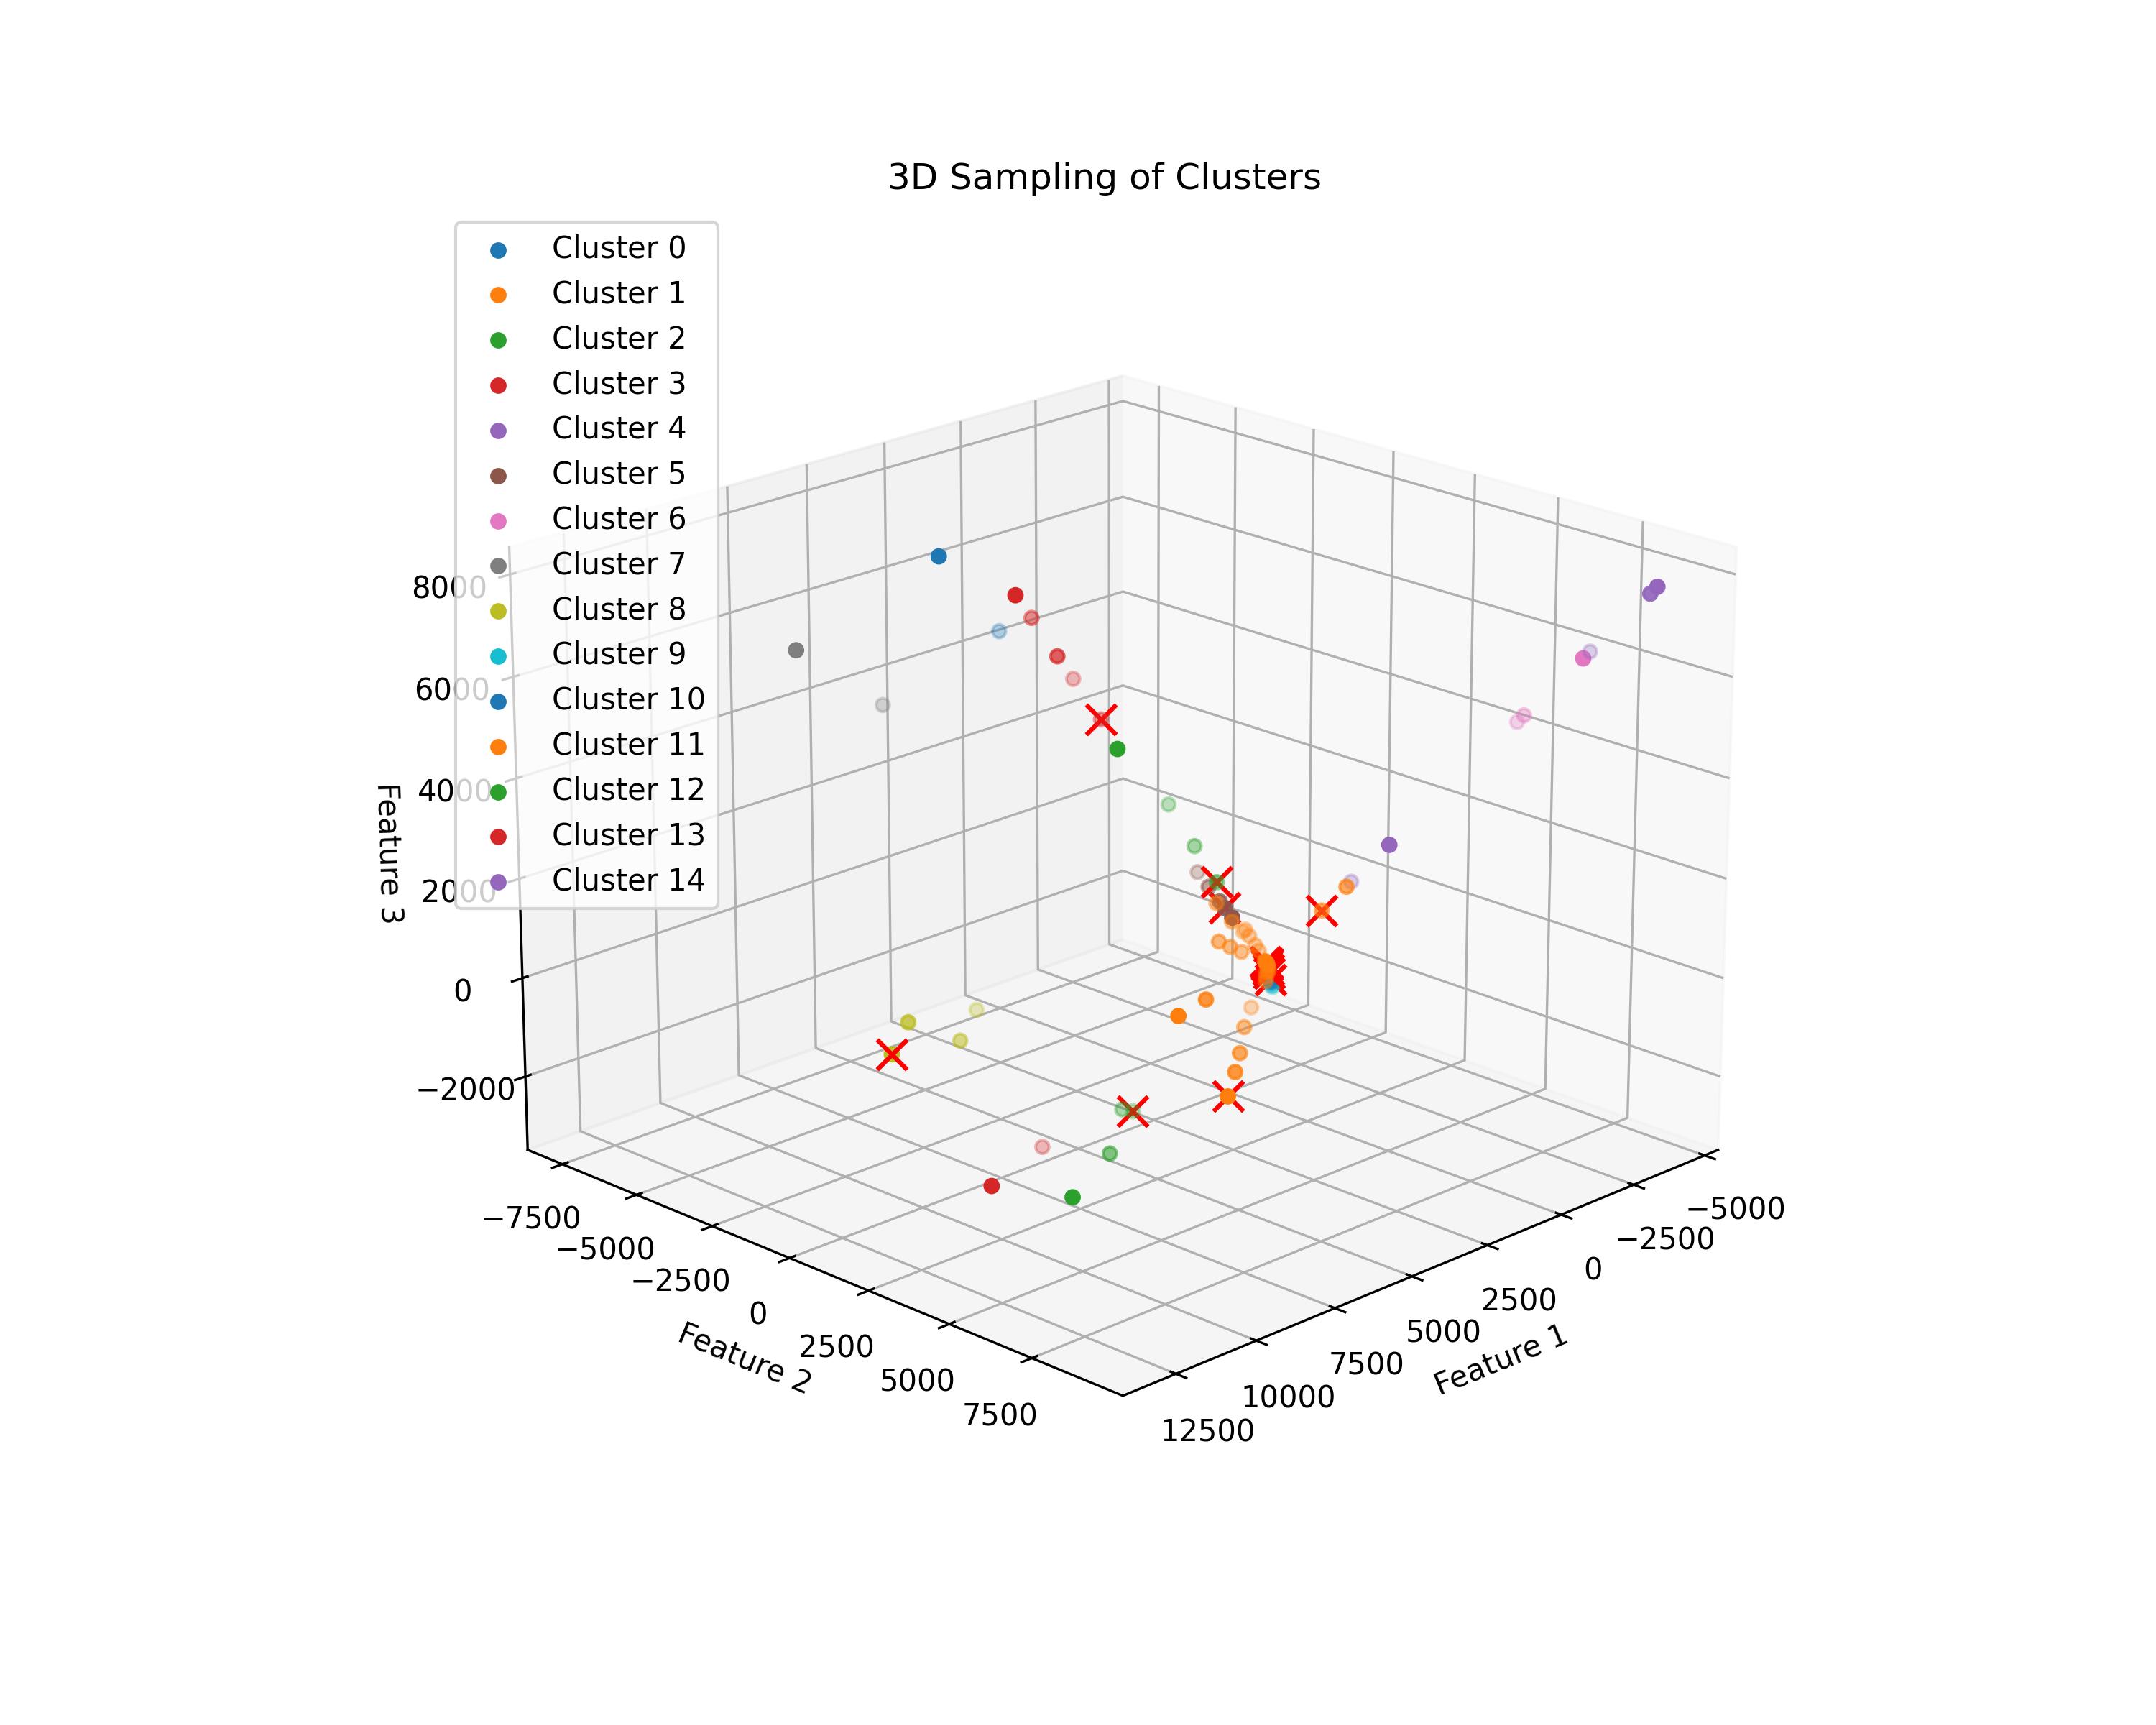 3D Sampling of Clusters
Cluster 0
Cluster 1
Cluster 2
Cluster 3
Cluster 4
Cluster 5
Cluster 6
Cluster 7
Cluster 8
Cluster 9
Cluster 10
Cluster 11
Cluster 12
Cluster 13
Cluster 14
8000
6000
4000
2000
0
−2000
Feature 3
−7500
−5000
−2500
0
2500
5000
7500
Feature 2
−5000
−2500
0
2500
5000
7500
10000
12500
Feature 1